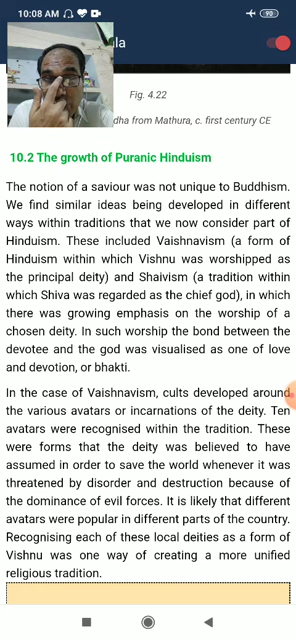 10:08 AM
90
la
Fig. 4.22
dha from Mathura, c. first century CE
10.2 The growth of Puranic Hinduism
The notion of a saviour was not unique to Buddhism.
We find similar ideas being developed in different
ways within traditions that we now consider part of
Hinduism. These included Vaishnavism (a form of
Hinduism within which Vishnu was worshipped as
the principal deity) and Shaivism (a tradition within
which Shiva was regarded as the chief god), in which
there was growing emphasis on the worship of a
chosen deity. In such worship the bond between the
devotee and the god was visualised as one of love
and devotion, or bhakti.
In the case of Vaishnavism, cults developed around
the various avatars or incarnations of the deity. Ten
avatars were recognised within the tradition. These
were forms that the deity was believed to have
assumed in order to save the world whenever it was
threatened by disorder and destruction because of
the dominance of evil forces. It is likely that different
avatars were popular in different parts of the country.
Recognising each of these local deities as a form of
Vishnu was one way of creating a more unified
religious tradition.